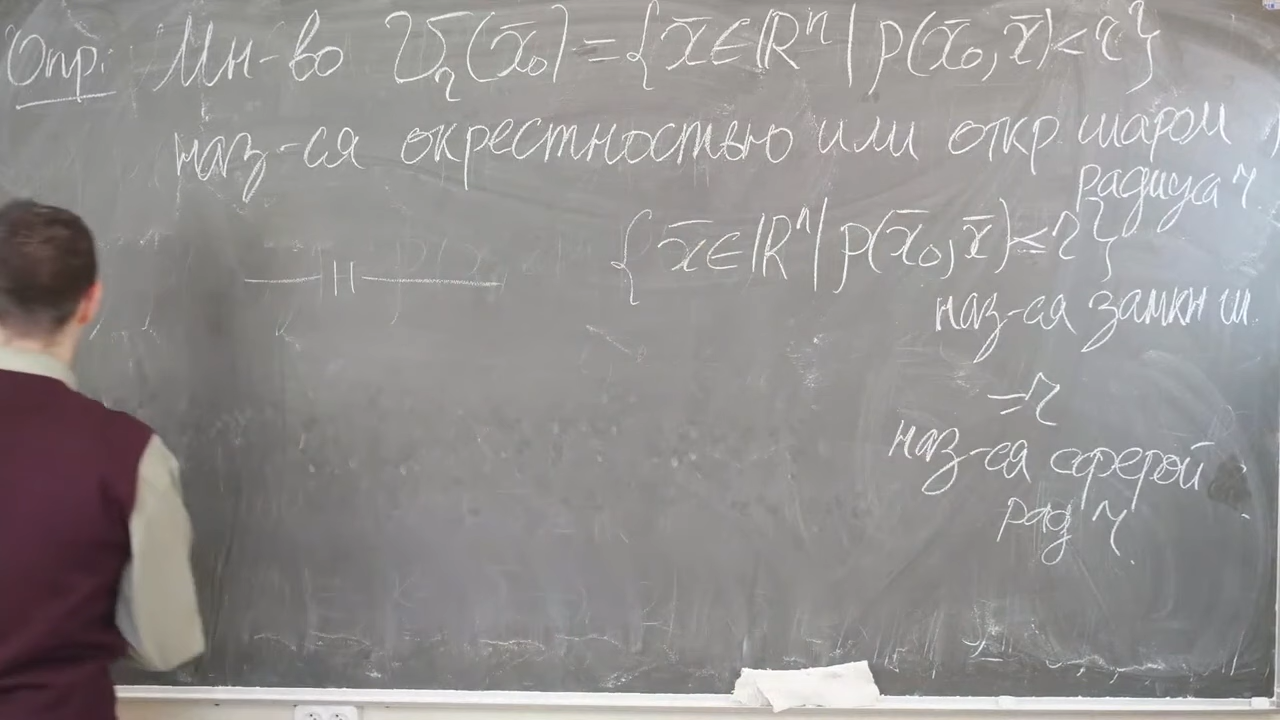 Опр: Мн-во U_r(x̄₀) = {x̄∈ℝⁿ | ρ(x̄₀, x̄) < r}
наз-ся окрестностью или откр шаром,
радиуса r.
—||— {x̄∈ℝⁿ | ρ(x̄₀, x̄) ≤ r}
наз-ся замкн ш.
= r
наз-ся сферой
рад r.